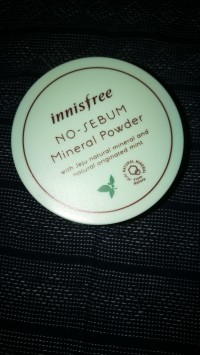 innisfree
NO-SEBUM
Mineral Powder
with Jeju natural mineral and
natural originated mint